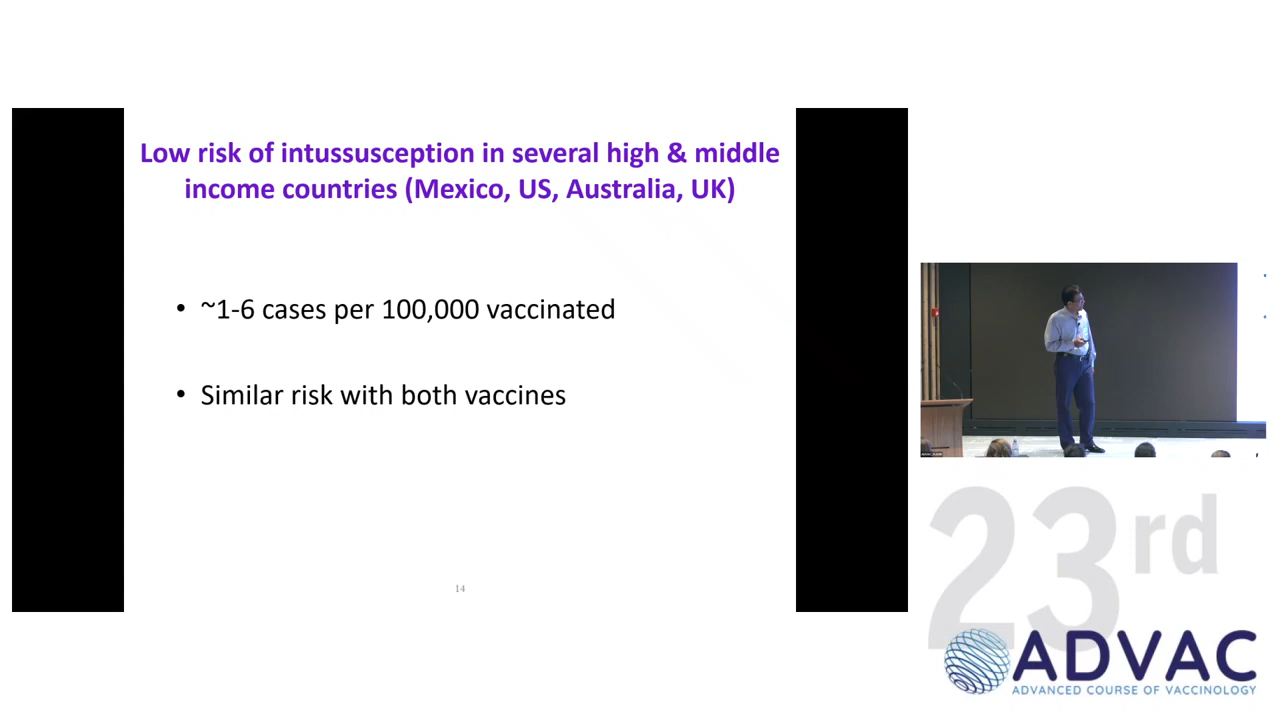 Low risk of intussusception in several high & middle
income countries (Mexico, US, Australia, UK)
• ~1-6 cases per 100,000 vaccinated
• Similar risk with both vaccines
14
23rd
ADVAC
ADVANCED COURSE OF VACCINOLOGY